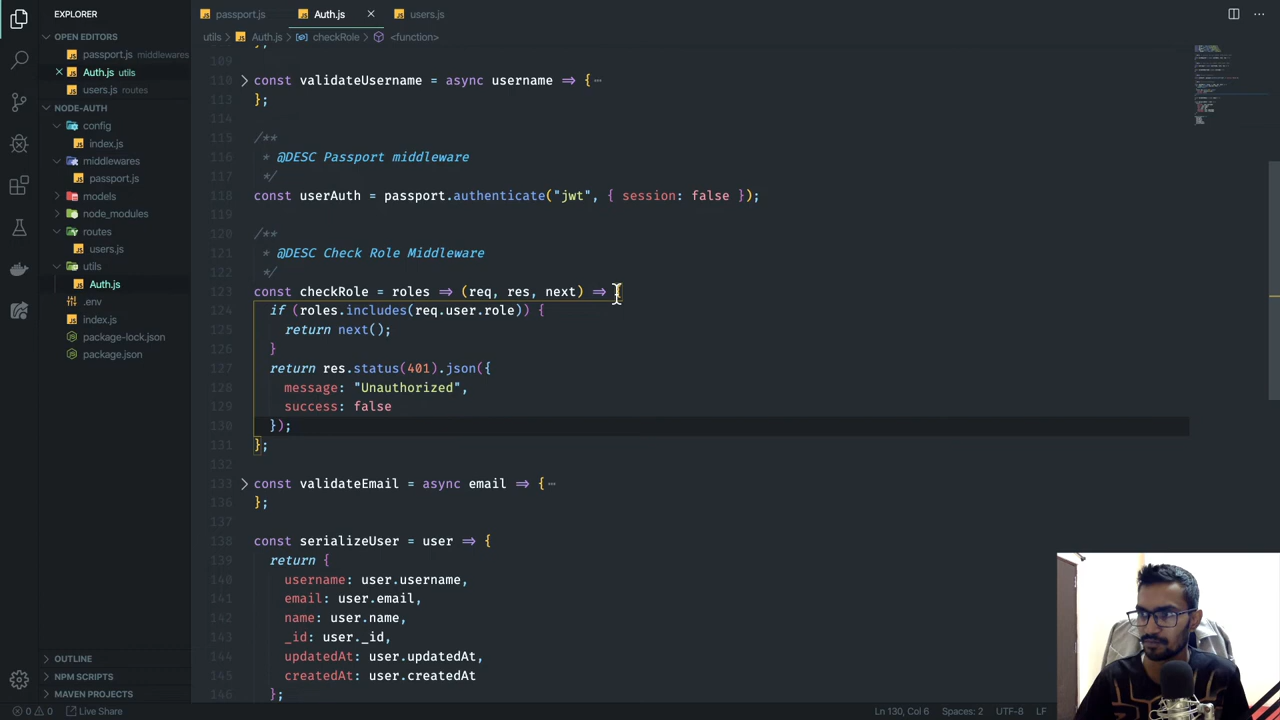 EXPLORER
passport.js
Auth.js
users.js
OPEN EDITORS
utils > Auth.js > checkRole > <function>
passport.js middlewares
Auth.js utils
users.js routes
NODE-AUTH
config
index.js
middlewares
passport.js
models
node_modules
routes
users.js
utils
Auth.js
.env
index.js
package-lock.json
package.json
OUTLINE
NPM SCRIPTS
MAVEN PROJECTS
109 };
110 const validateUsername = async username ⇒ {⋯
113 };
114
115 /**
116 * @DESC Passport middleware
117 */
118 const userAuth = passport.authenticate("jwt", { session: false });
119
120 /**
121 * @DESC Check Role Middleware
122 */
123 const checkRole = roles ⇒ (req, res, next) ⇒ {
124 if (roles.includes(req.user.role)) {
125 return next();
126 }
127 return res.status(401).json({
128 message: "Unauthorized",
129 success: false
130 });
131 };
132
133 const validateEmail = async email ⇒ {⋯
136 };
137
138 const serializeUser = user ⇒ {
139 return {
140 username: user.username,
141 email: user.email,
142 name: user.name,
143 _id: user._id,
144 updatedAt: user.updatedAt,
145 createdAt: user.createdAt
146 };
0 0 Live Share
Ln 130, Col 6 Spaces: 2 UTF-8 LF